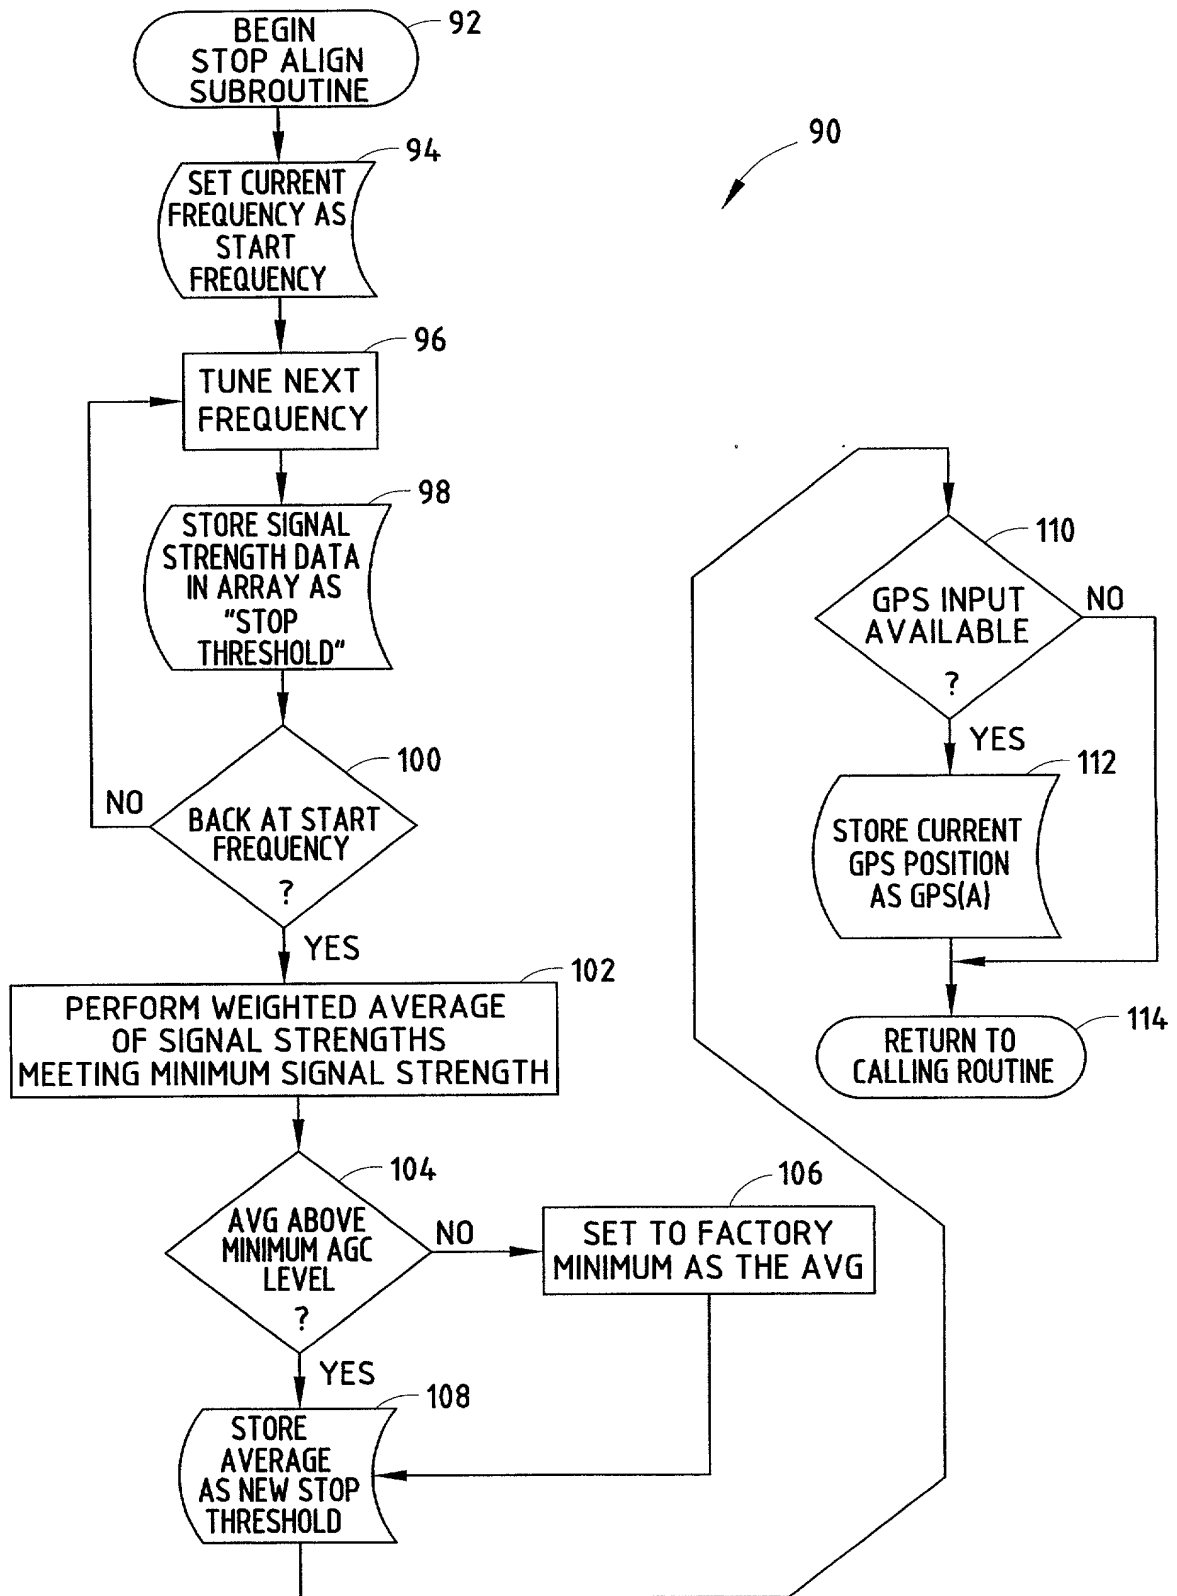 BEGIN
STOP ALIGN
SUBROUTINE
92
94
SET CURRENT
FREQUENCY AS
START
FREQUENCY
96
TUNE NEXT
FREQUENCY
98
STORE SIGNAL
STRENGTH DATA
IN ARRAY AS
"STOP
THRESHOLD"
100
NO
BACK AT START
FREQUENCY
?
YES
102
PERFORM WEIGHTED AVERAGE
OF SIGNAL STRENGTHS
MEETING MINIMUM SIGNAL STRENGTH
104
AVG ABOVE
MINIMUM AGC
LEVEL
?
NO
106
SET TO FACTORY
MINIMUM AS THE AVG
YES
108
STORE
AVERAGE
AS NEW STOP
THRESHOLD
90
110
GPS INPUT
AVAILABLE
?
NO
YES
112
STORE CURRENT
GPS POSITION
AS GPS(A)
114
RETURN TO
CALLING ROUTINE